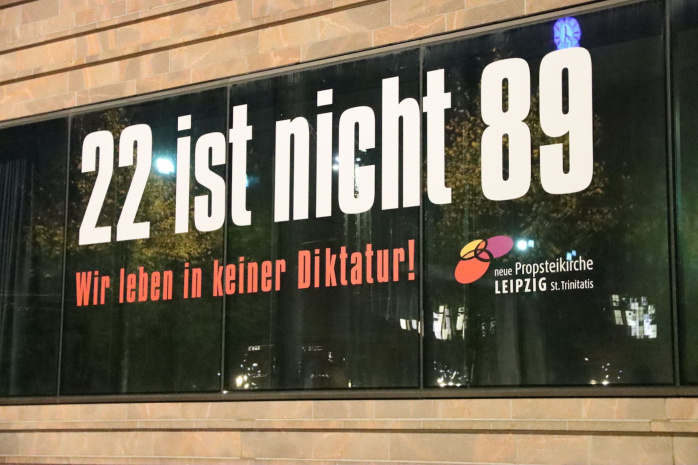 22 ist nicht 89
Wir leben in keiner Diktatur!
neue Propsteikirche
LEIPZIG St. Trinitatis